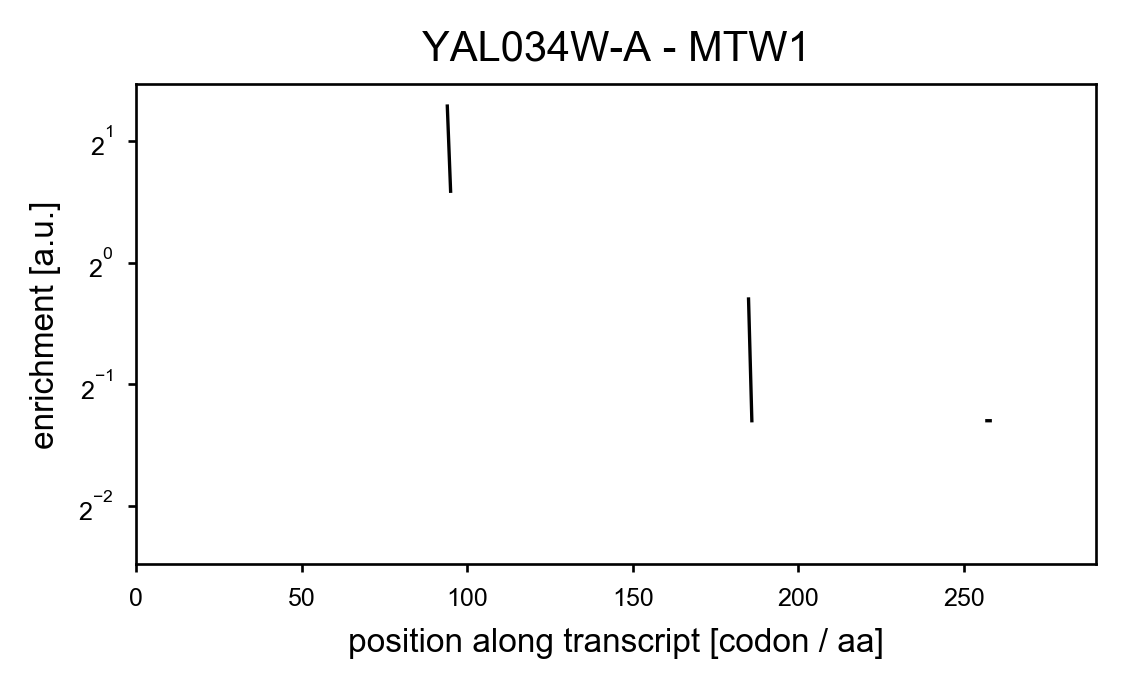 YAL034W-A - MTW1
enrichment [a.u.]
2^1
2^0
2^−1
2^−2
0 50 100 150 200 250
position along transcript [codon / aa]